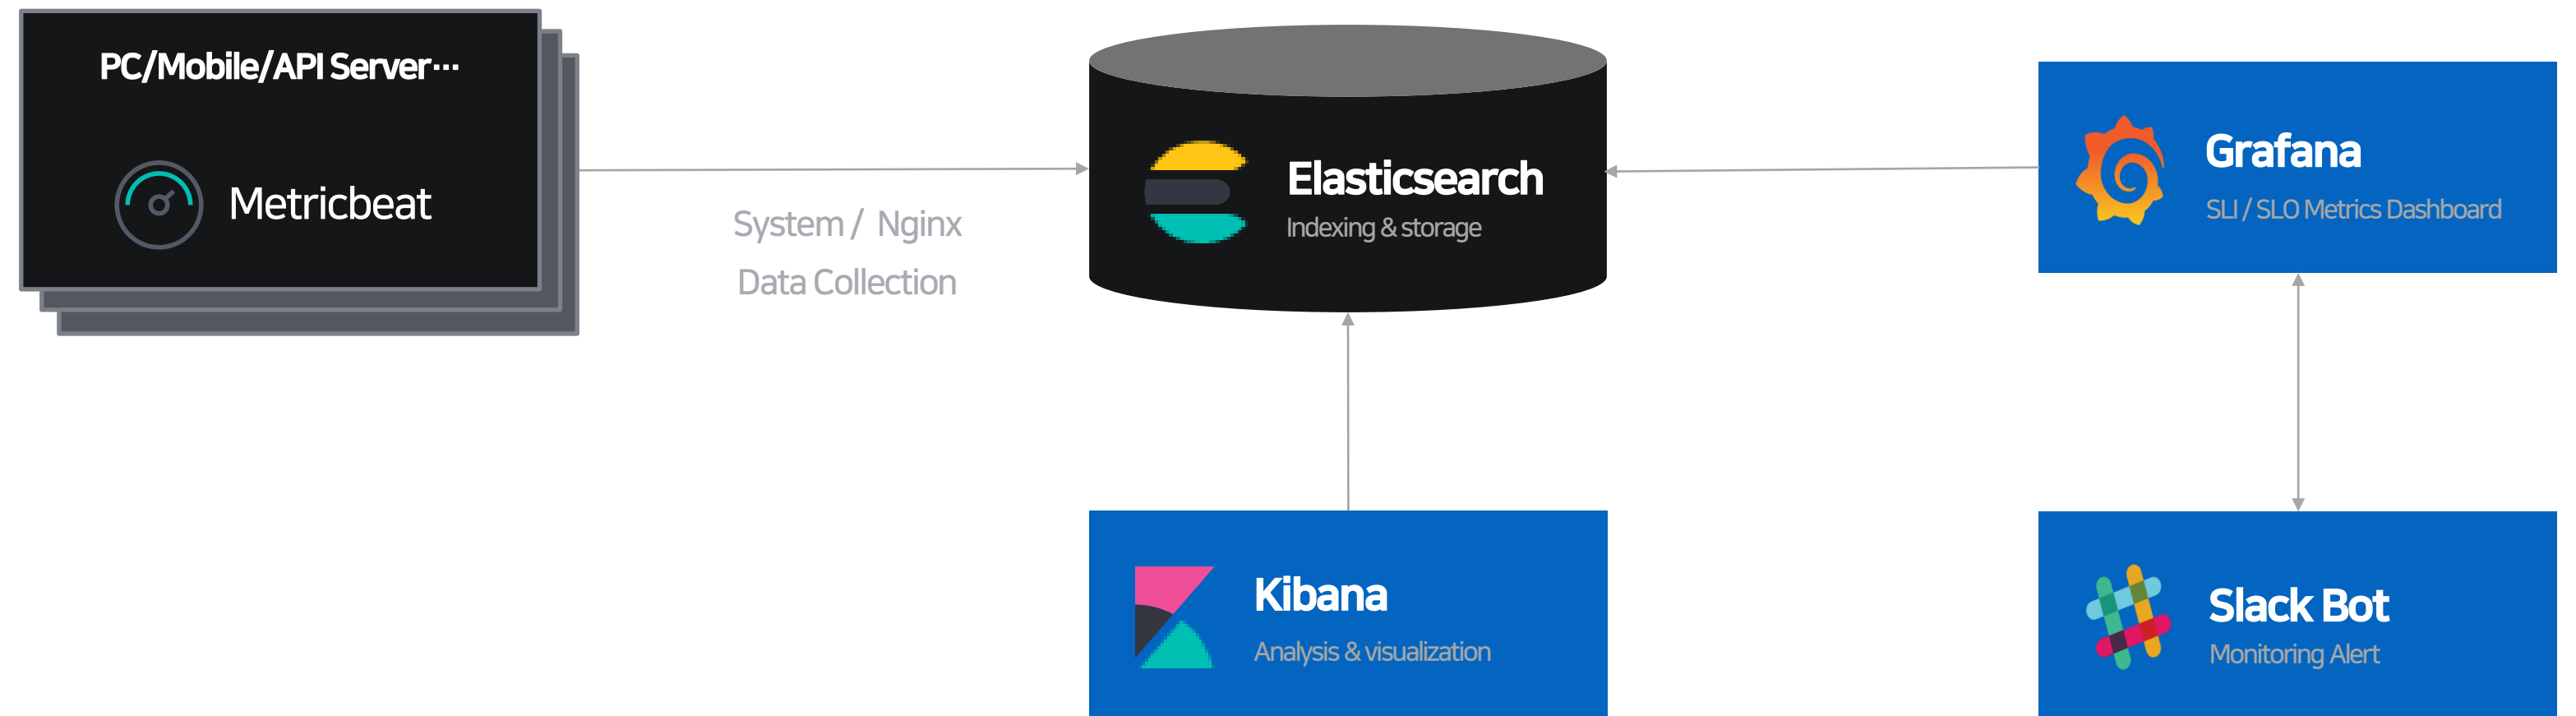 PC/Mobile/API Server…
Metricbeat
System / Nginx
Data Collection
Elasticsearch
Indexing & storage
Grafana
SLI / SLO Metrics Dashboard
Kibana
Analysis & visualization
Slack Bot
Monitoring Alert